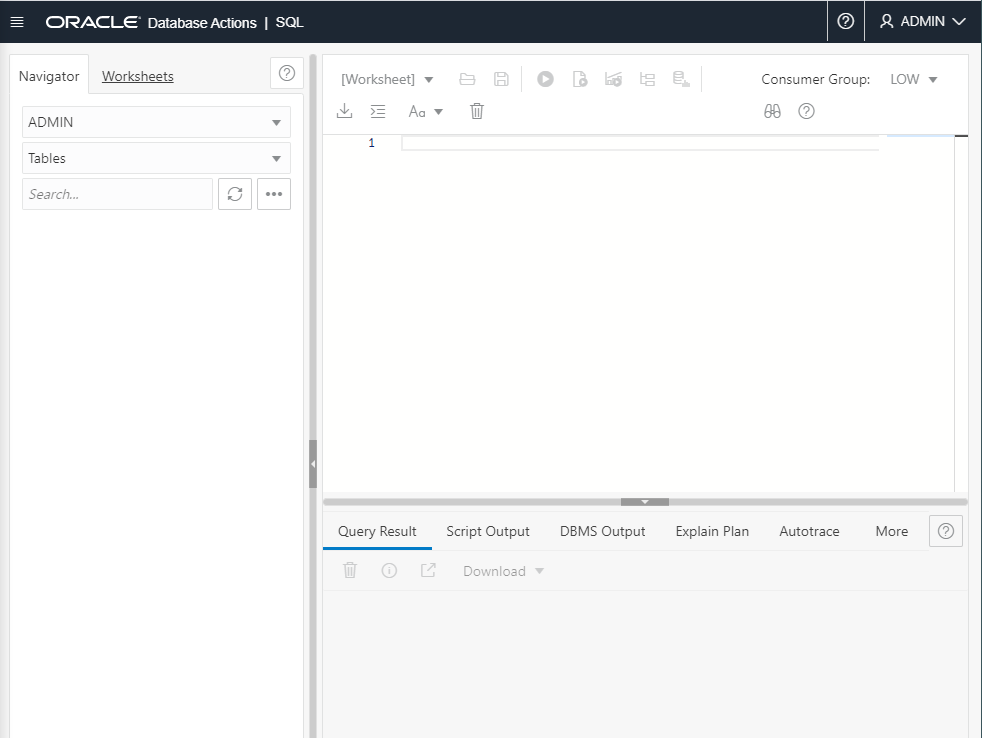 ORACLE Database Actions | SQL
ADMIN
Navigator Worksheets
ADMIN
Tables
Search...
[Worksheet] Consumer Group: LOW
Aa
1
Query Result Script Output DBMS Output Explain Plan Autotrace More
Download